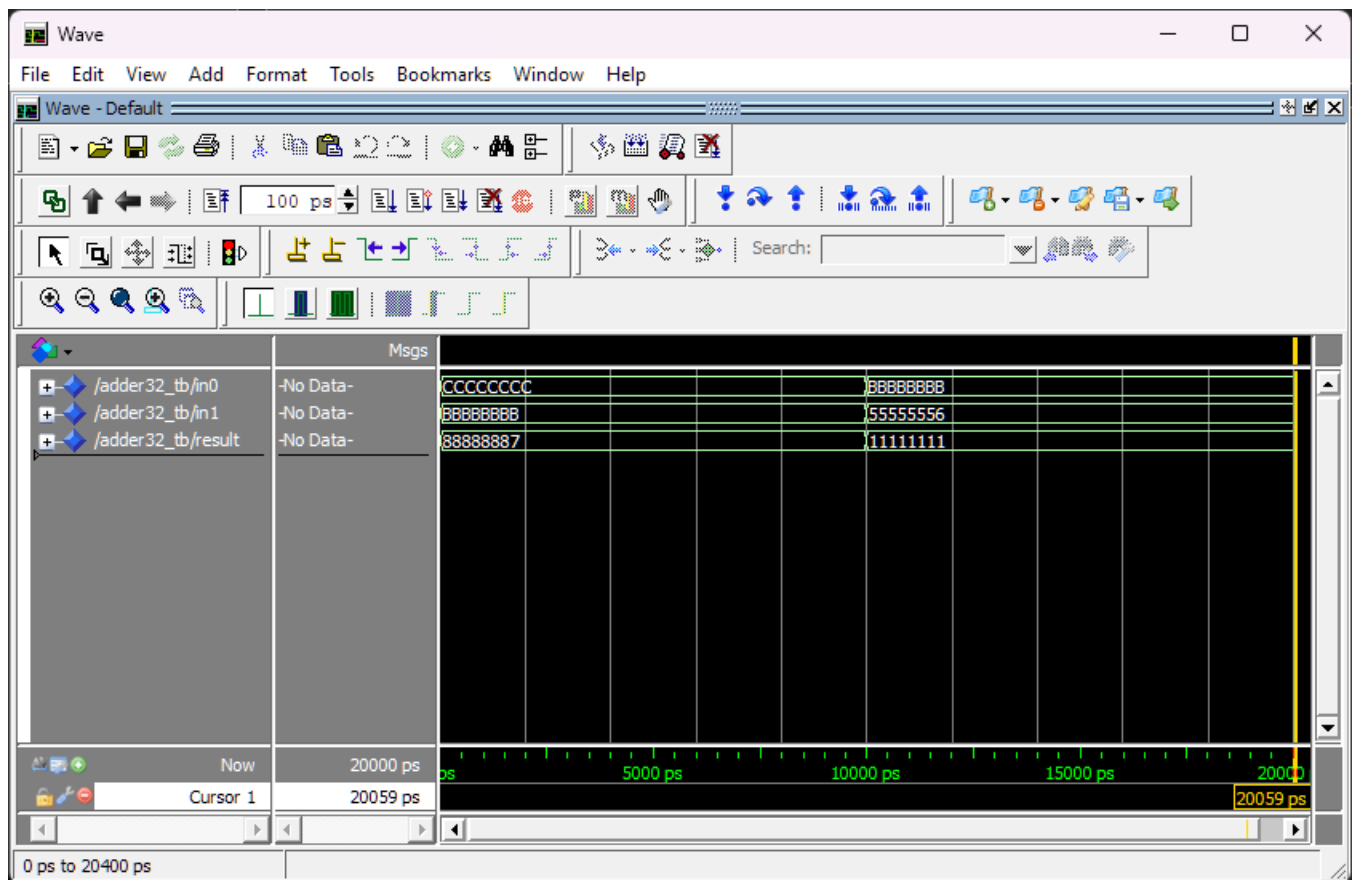 Wave
File Edit View Add Format Tools Bookmarks Window Help
Wave - Default
100 ps
Search:
Msgs
/adder32_tb/in0 -No Data- CCCCCCCC BBBBBBBB
/adder32_tb/in1 -No Data- BBBBBBBB 55555556
/adder32_tb/result -No Data- 88888887 11111111
Now 20000 ps ps 5000 ps 10000 ps 15000 ps 20000
Cursor 1 20059 ps 20059 ps
0 ps to 20400 ps